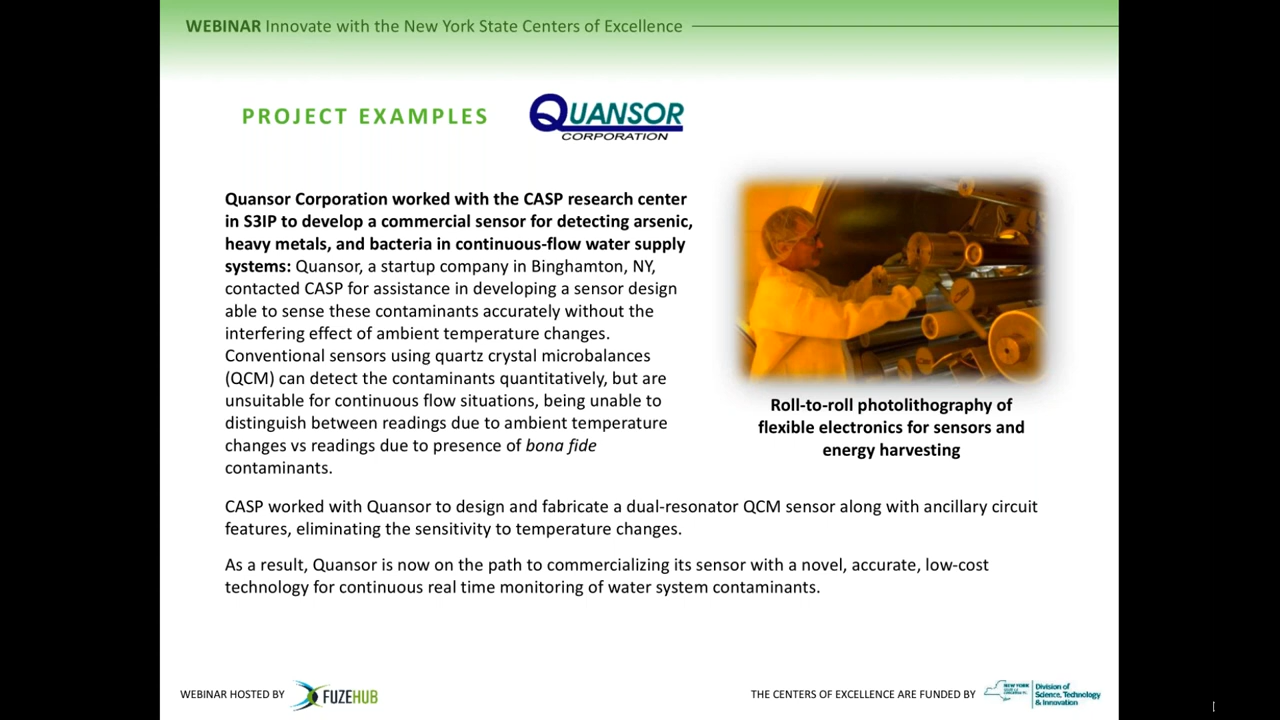 WEBINAR Innovate with the New York State Centers of Excellence
PROJECT EXAMPLES
QUANSOR
CORPORATION
Quansor Corporation worked with the CASP research center
in S3IP to develop a commercial sensor for detecting arsenic,
heavy metals, and bacteria in continuous-flow water supply
systems: Quansor, a startup company in Binghamton, NY,
contacted CASP for assistance in developing a sensor design
able to sense these contaminants accurately without the
interfering effect of ambient temperature changes.
Conventional sensors using quartz crystal microbalances
(QCM) can detect the contaminants quantitatively, but are
unsuitable for continuous flow situations, being unable to
distinguish between readings due to ambient temperature
changes vs readings due to presence of bona fide
contaminants.
Roll-to-roll photolithography of
flexible electronics for sensors and
energy harvesting
CASP worked with Quansor to design and fabricate a dual-resonator QCM sensor along with ancillary circuit
features, eliminating the sensitivity to temperature changes.
As a result, Quansor is now on the path to commercializing its sensor with a novel, accurate, low-cost
technology for continuous real time monitoring of water system contaminants.
WEBINAR HOSTED BY
FUZEHUB
THE CENTERS OF EXCELLENCE ARE FUNDED BY
NEW YORK
Division of
Science, Technology
& Innovation